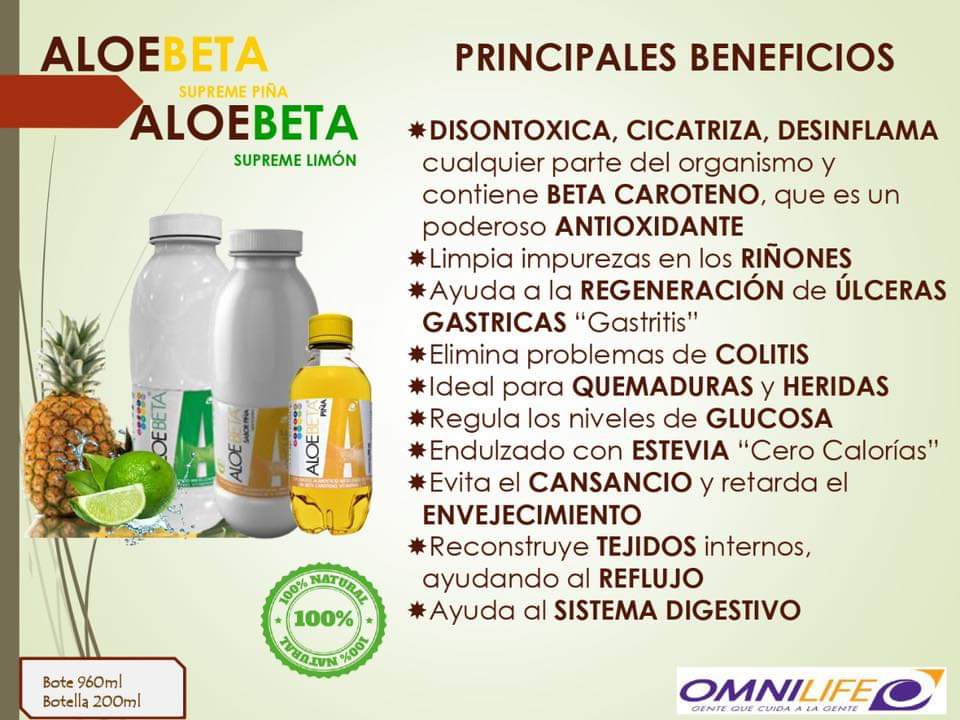 ALOEBETA
SUPREME PIÑA
ALOEBETA
SUPREME LIMÓN
PRINCIPALES BENEFICIOS
DISONTOXICA, CICATRIZA, DESINFLAMA
cualquier parte del organismo y
contiene BETA CAROTENO, que es un
poderoso ANTIOXIDANTE
Limpia impurezas en los RIÑONES
Ayuda a la REGENERACIÓN de ÚLCERAS
GASTRICAS “Gastritis”
Elimina problemas de COLITIS
Ideal para QUEMADURAS y HERIDAS
Regula los niveles de GLUCOSA
Endulzado con ESTEVIA “Cero Calorías”
Evita el CANSANCIO y retarda el
ENVEJECIMIENTO
Reconstruye TEJIDOS internos,
ayudando al REFLUJO
Ayuda al SISTEMA DIGESTIVO
ALOEBETA
A
ALOEBETA
SABOR PIÑA
A
ALOEBETA
PIÑA
A
100% NATURAL
100%
100% NATURAL
Bote 960ml
Botella 200ml
OMNILIFE
GENTE QUE CUIDA A LA GENTE